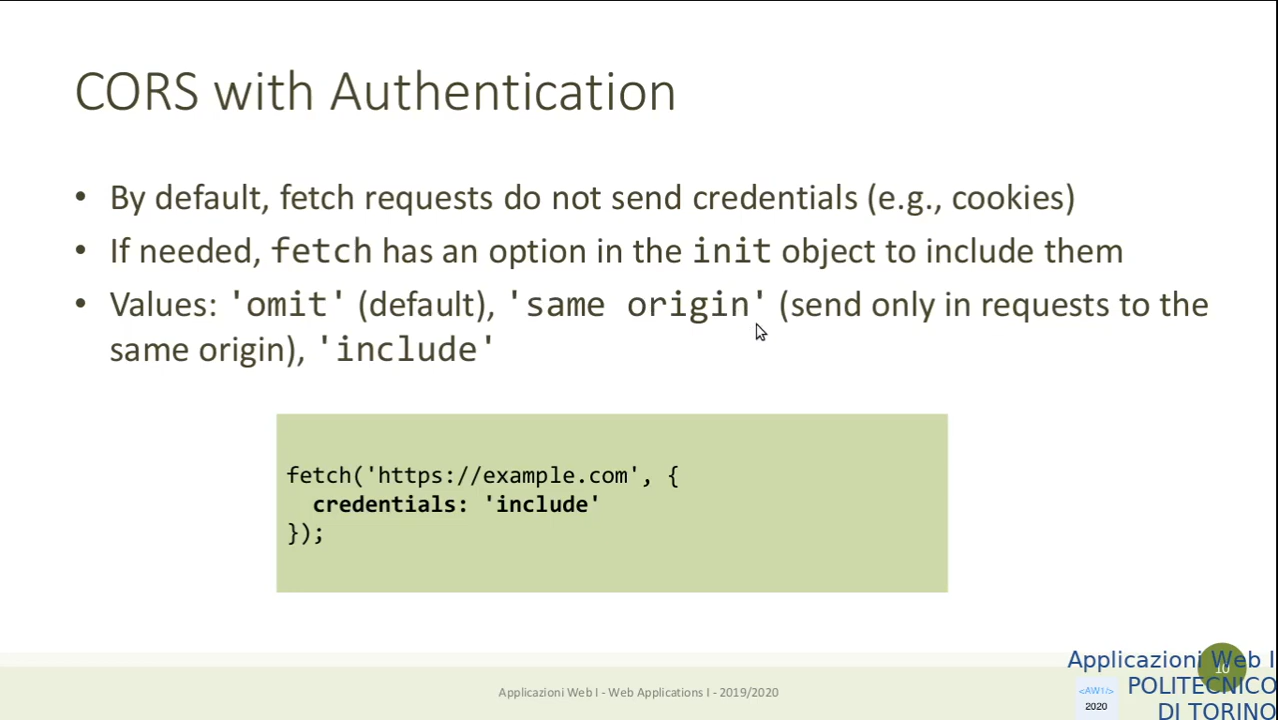 CORS with Authentication
• By default, fetch requests do not send credentials (e.g., cookies)
• If needed, fetch has an option in the init object to include them
• Values: 'omit' (default), 'same origin' (send only in requests to the
same origin), 'include'
fetch('https://example.com', {
  credentials: 'include'
});
Applicazioni Web I - Web Applications I - 2019/2020
10
Applicazioni Web I
POLITECNICO
DI TORINO
<AW1/>
2020